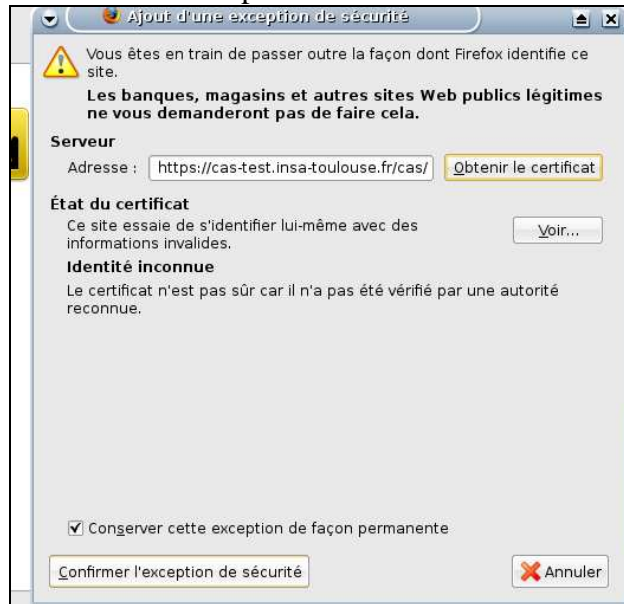 Ajout d'une exception de sécurité
Vous êtes en train de passer outre la façon dont Firefox identifie ce
site.
Les banques, magasins et autres sites Web publics légitimes
ne vous demanderont pas de faire cela.
Serveur
Adresse : https://cas-test.insa-toulouse.fr/cas/ Obtenir le certificat
État du certificat
Ce site essaie de s'identifier lui-même avec des
informations invalides.
Voir...
Identité inconnue
Le certificat n'est pas sûr car il n'a pas été vérifié par une autorité
reconnue.
Conserver cette exception de façon permanente
Confirmer l'exception de sécurité Annuler